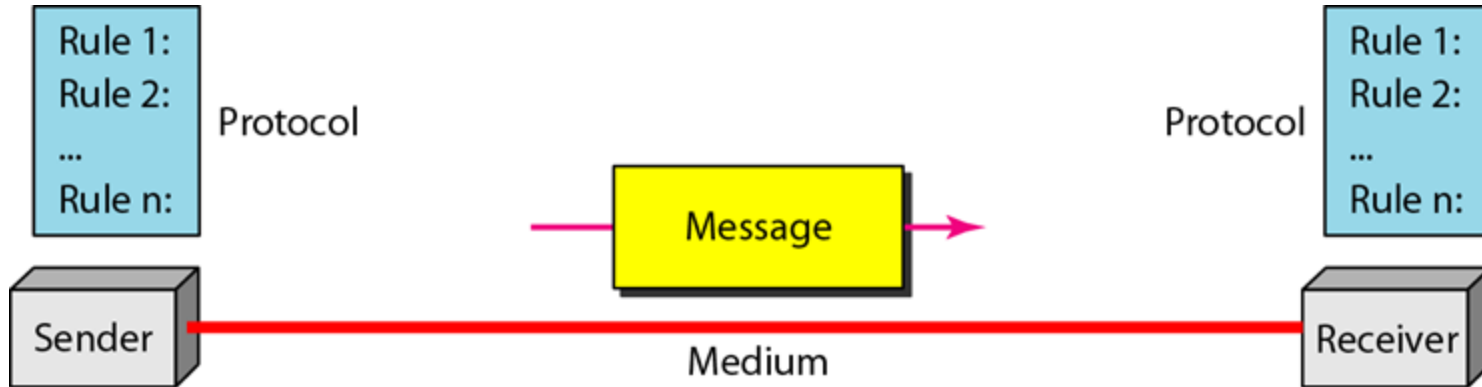 Rule 1:
Rule 2:
...
Rule n:
Protocol
Message
Protocol
Rule 1:
Rule 2:
...
Rule n:
Sender
Medium
Receiver